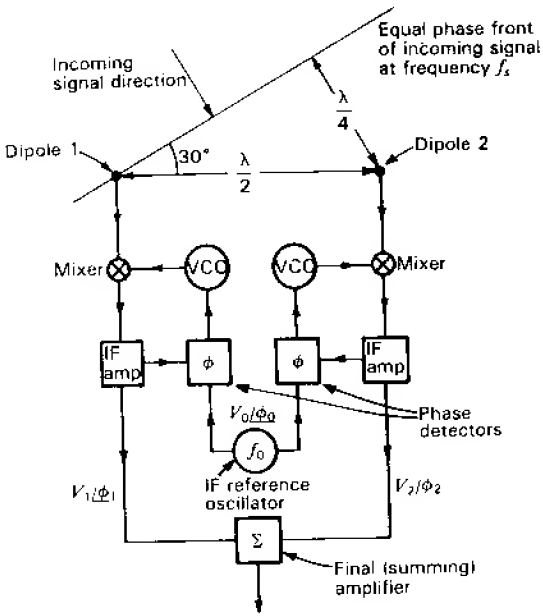 Equal phase front
of incoming signal
at frequency fs
Incoming
signal direction
λ/4
Dipole 1
30°
λ/2
Dipole 2
Mixer
VCO
VCO
Mixer
IF
amp
φ
φ
IF
amp
V0/φ0
Phase
detectors
f0
IF reference
oscillator
V1/φ1
V2/φ2
Σ
Final (summing)
amplifier